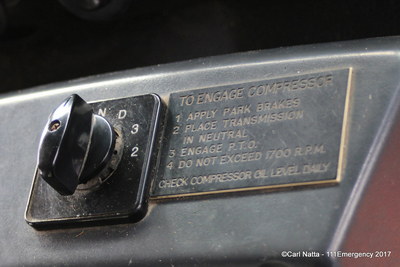 N D
3
2
TO ENGAGE COMPRESSOR
1 APPLY PARK BRAKES
2 PLACE TRANSMISSION
IN NEUTRAL
3 ENGAGE P.T.O.
4 DO NOT EXCEED 1700 R.P.M.
CHECK COMPRESSOR OIL LEVEL DAILY
©Carl Natta - 111Emergency 2017